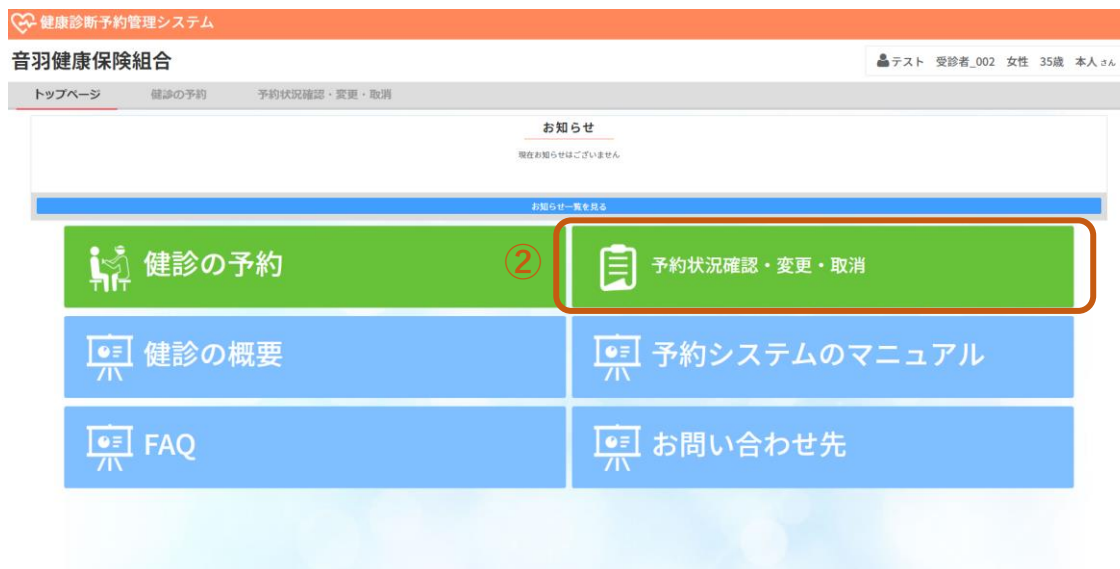 健康診断予約管理システム
音羽健康保険組合
テスト 受診者_002 女性 35歳 本人 さん
トップページ 健診の予約 予約状況確認・変更・取消
お知らせ
現在お知らせはございません
お知らせ一覧を見る
健診の予約
② 予約状況確認・変更・取消
健診の概要
予約システムのマニュアル
FAQ
お問い合わせ先